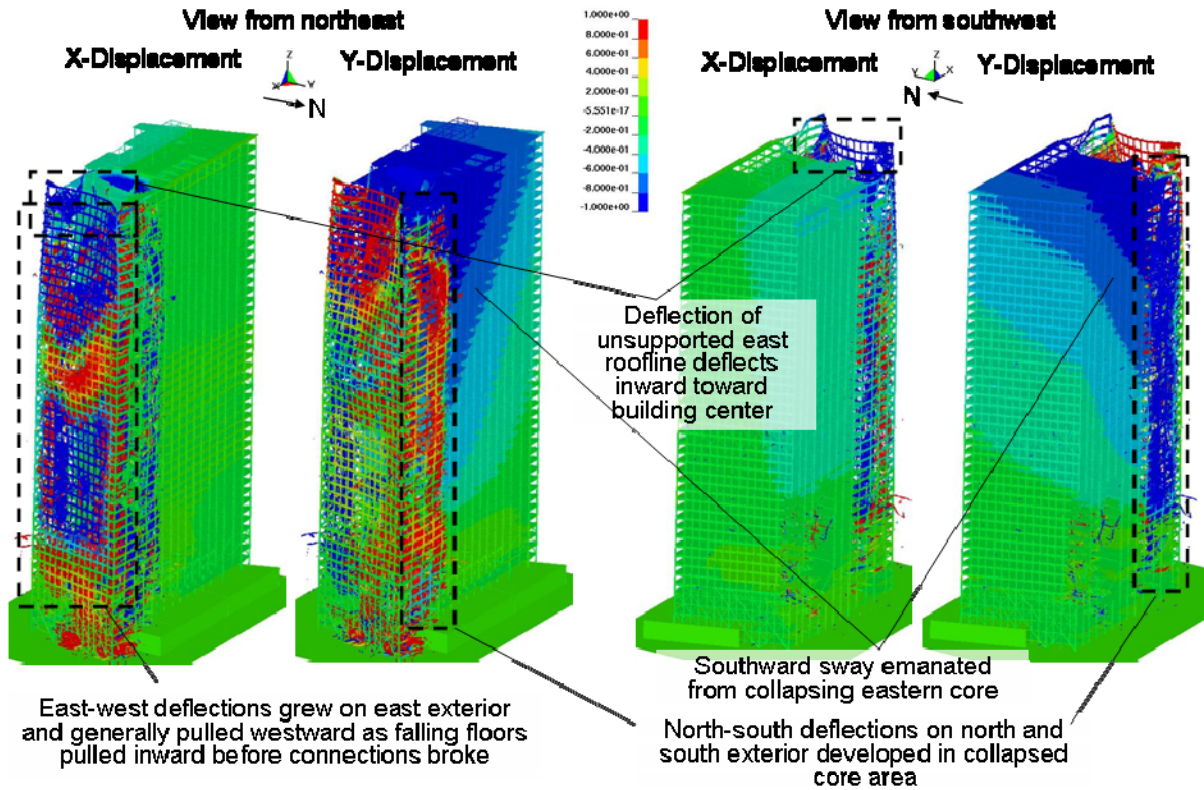 View from northeast
X-Displacement
Y-Displacement
Z
X
Y
N
1.000e+00
8.000e-01
6.000e-01
4.000e-01
2.000e-01
-5.551e-17
-2.000e-01
-4.000e-01
-6.000e-01
-8.000e-01
-1.000e+00
View from southwest
X-Displacement
Y-Displacement
Z
Y
X
N
Deflection of
unsupported east
roofline deflects
inward toward
building center
East-west deflections grew on east exterior
and generally pulled westward as falling floors
pulled inward before connections broke
Southward sway emanated
from collapsing eastern core
North-south deflections on north and
south exterior developed in collapsed
core area